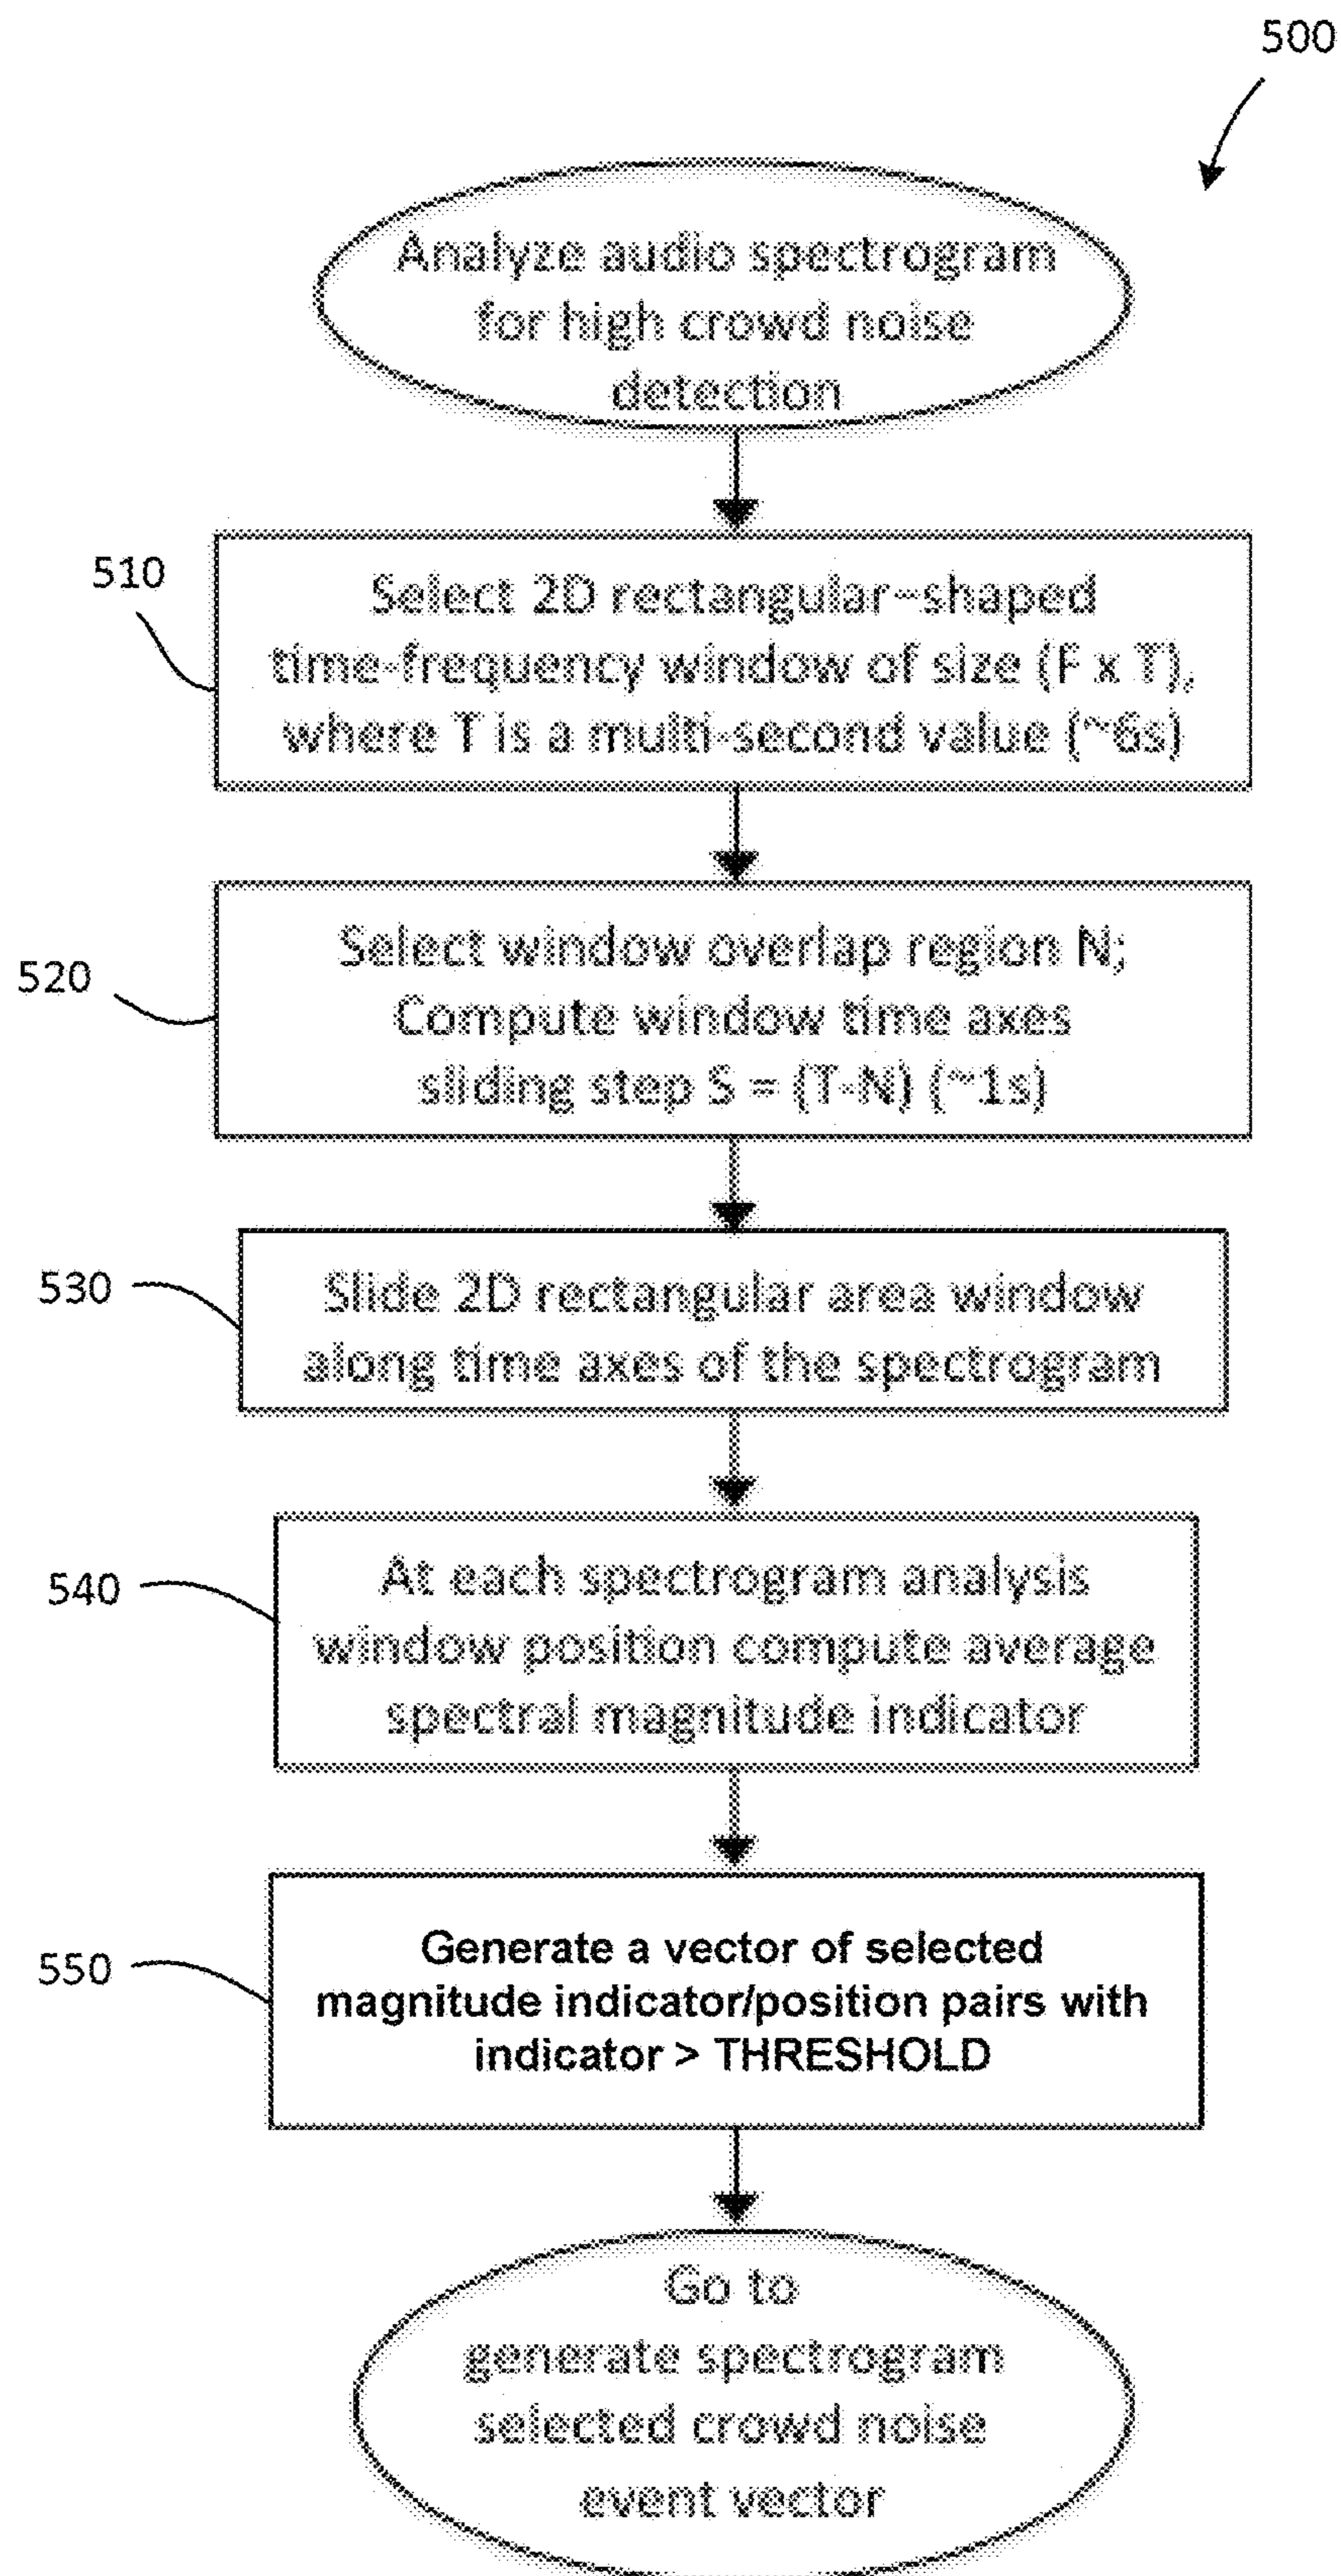 500
Analyze audio spectrogram
for high crowd noise
detection
510
Select 2D rectangular-shaped
time-frequency window of size (F x T),
where T is a multi-second value (~6s)
520
Select window overlap region N;
Compute window time axes
sliding step S = (T-N) (~1s)
530
Slide 2D rectangular area window
along time axes of the spectrogram
540
At each spectrogram analysis
window position compute average
spectral magnitude indicator
550
Generate a vector of selected
magnitude indicator/position pairs with
indicator > THRESHOLD
Go to
generate spectrogram
selected crowd noise
event vector